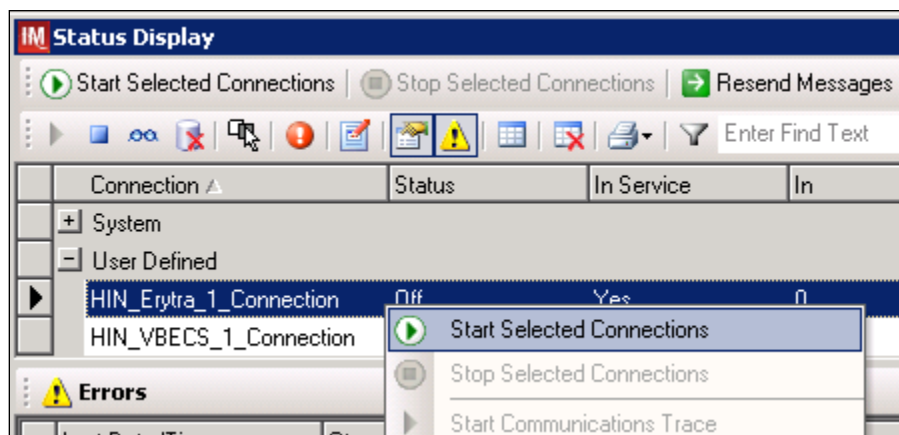 IM Status Display
Start Selected Connections Stop Selected Connections Resend Messages
Enter Find Text
Connection Status In Service In
System
User Defined
HIN_Erytra_1_Connection Off Yes 0
HIN_VBECS_1_Connection
Start Selected Connections
Stop Selected Connections
Errors
Start Communications Trace